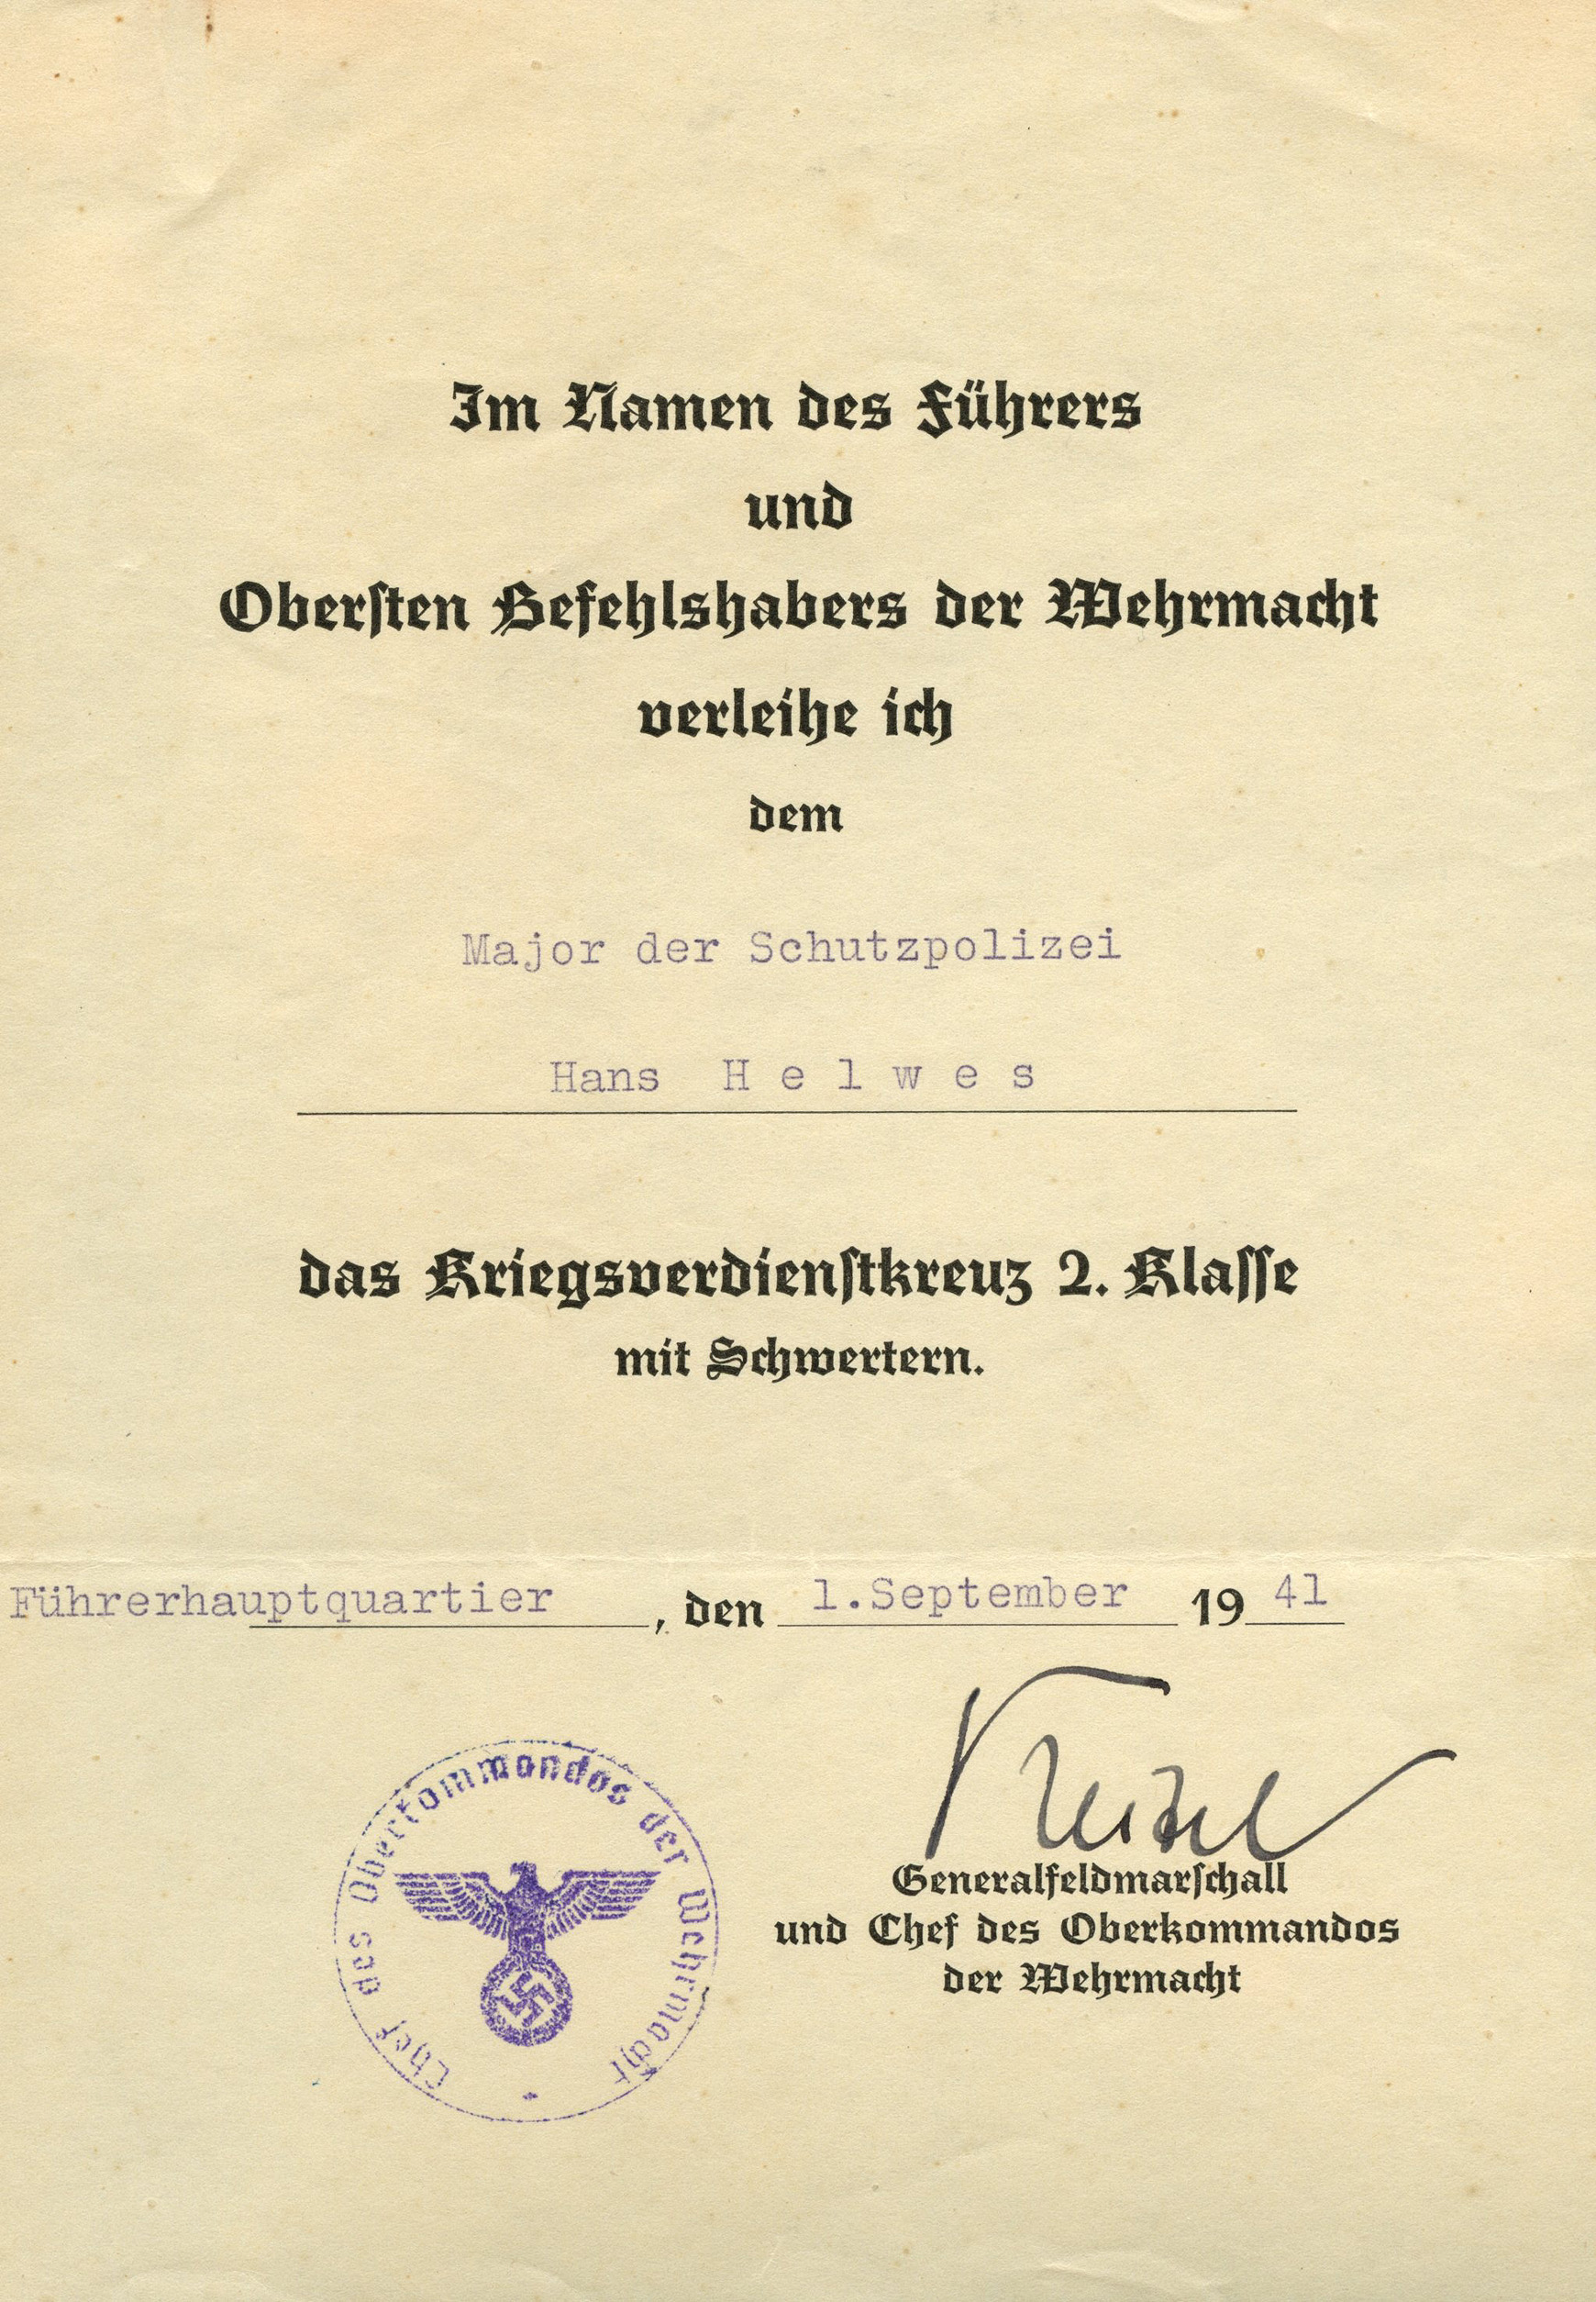 Im Namen des Führers
und
Obersten Befehlshabers der Wehrmacht
verleihe ich
dem
Major der Schutzpolizei
Hans H e l w e s
das Kriegsverdienstkreuz 2. Klasse
mit Schwertern.
Führerhauptquartier, den 1.September 1941
Keitel
Generalfeldmarschall
und Chef des Oberkommandos
der Wehrmacht
Chef des Oberkommandos der Wehrmacht